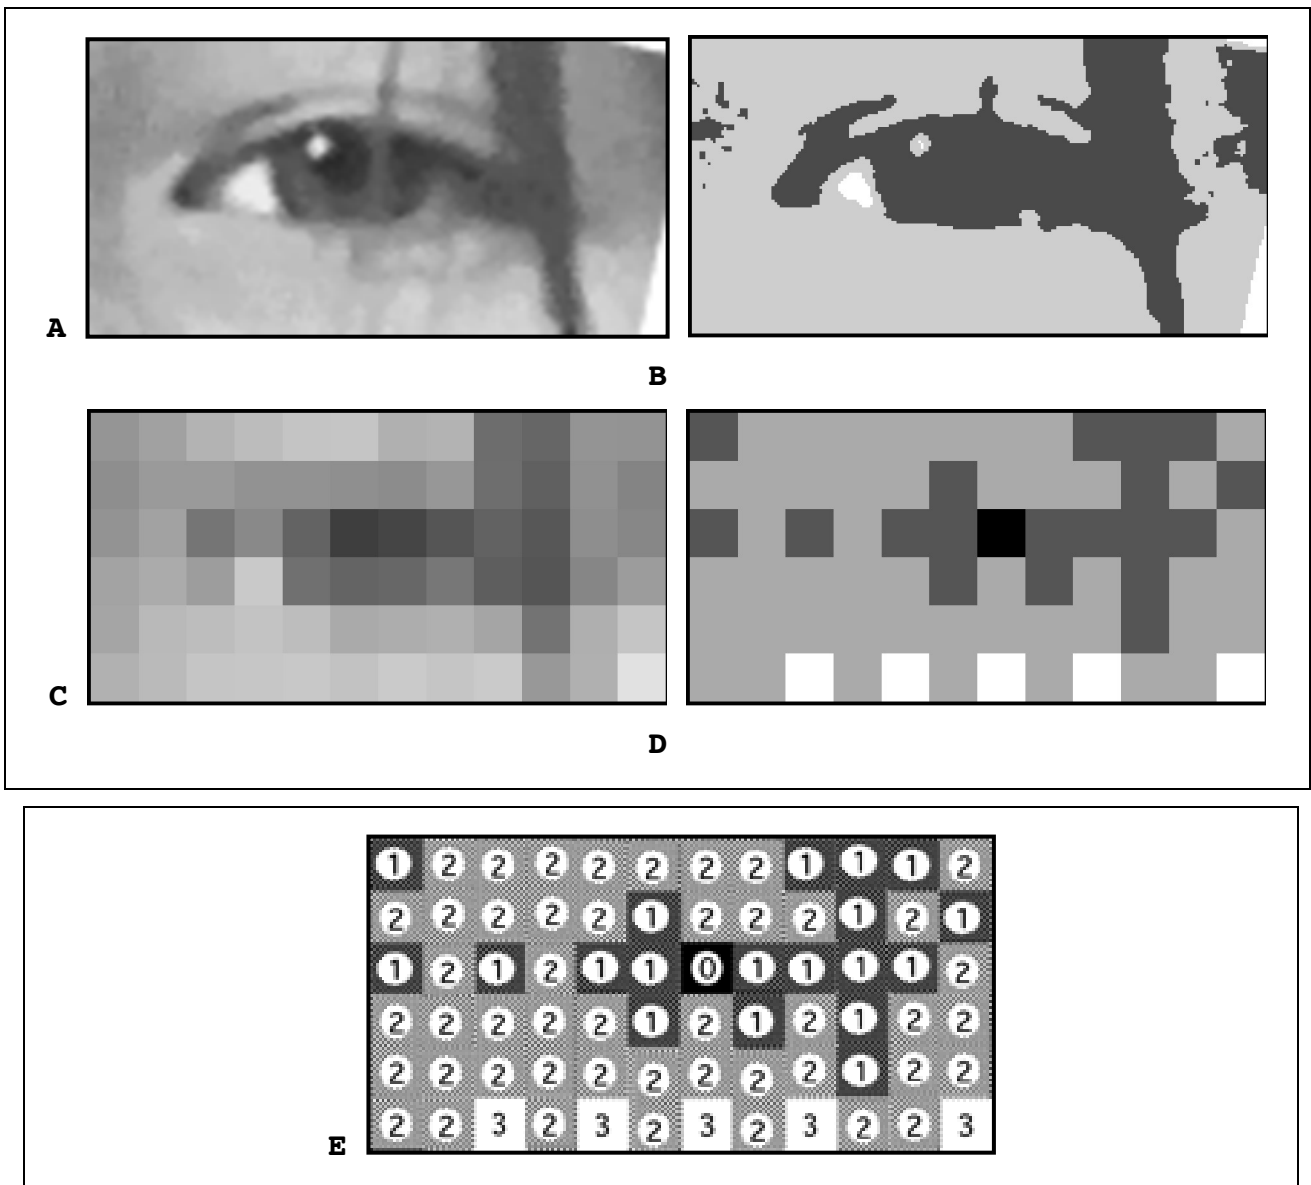 A
B
C
D
1 2 2 2 2 2 2 2 1 1 1 2
2 2 2 2 2 1 2 2 2 1 2 1
1 2 1 2 1 1 0 1 1 1 1 2
2 2 2 2 2 1 2 1 2 1 2 2
2 2 2 2 2 2 2 2 2 1 2 2
2 2 3 2 3 2 3 2 3 2 2 3
E